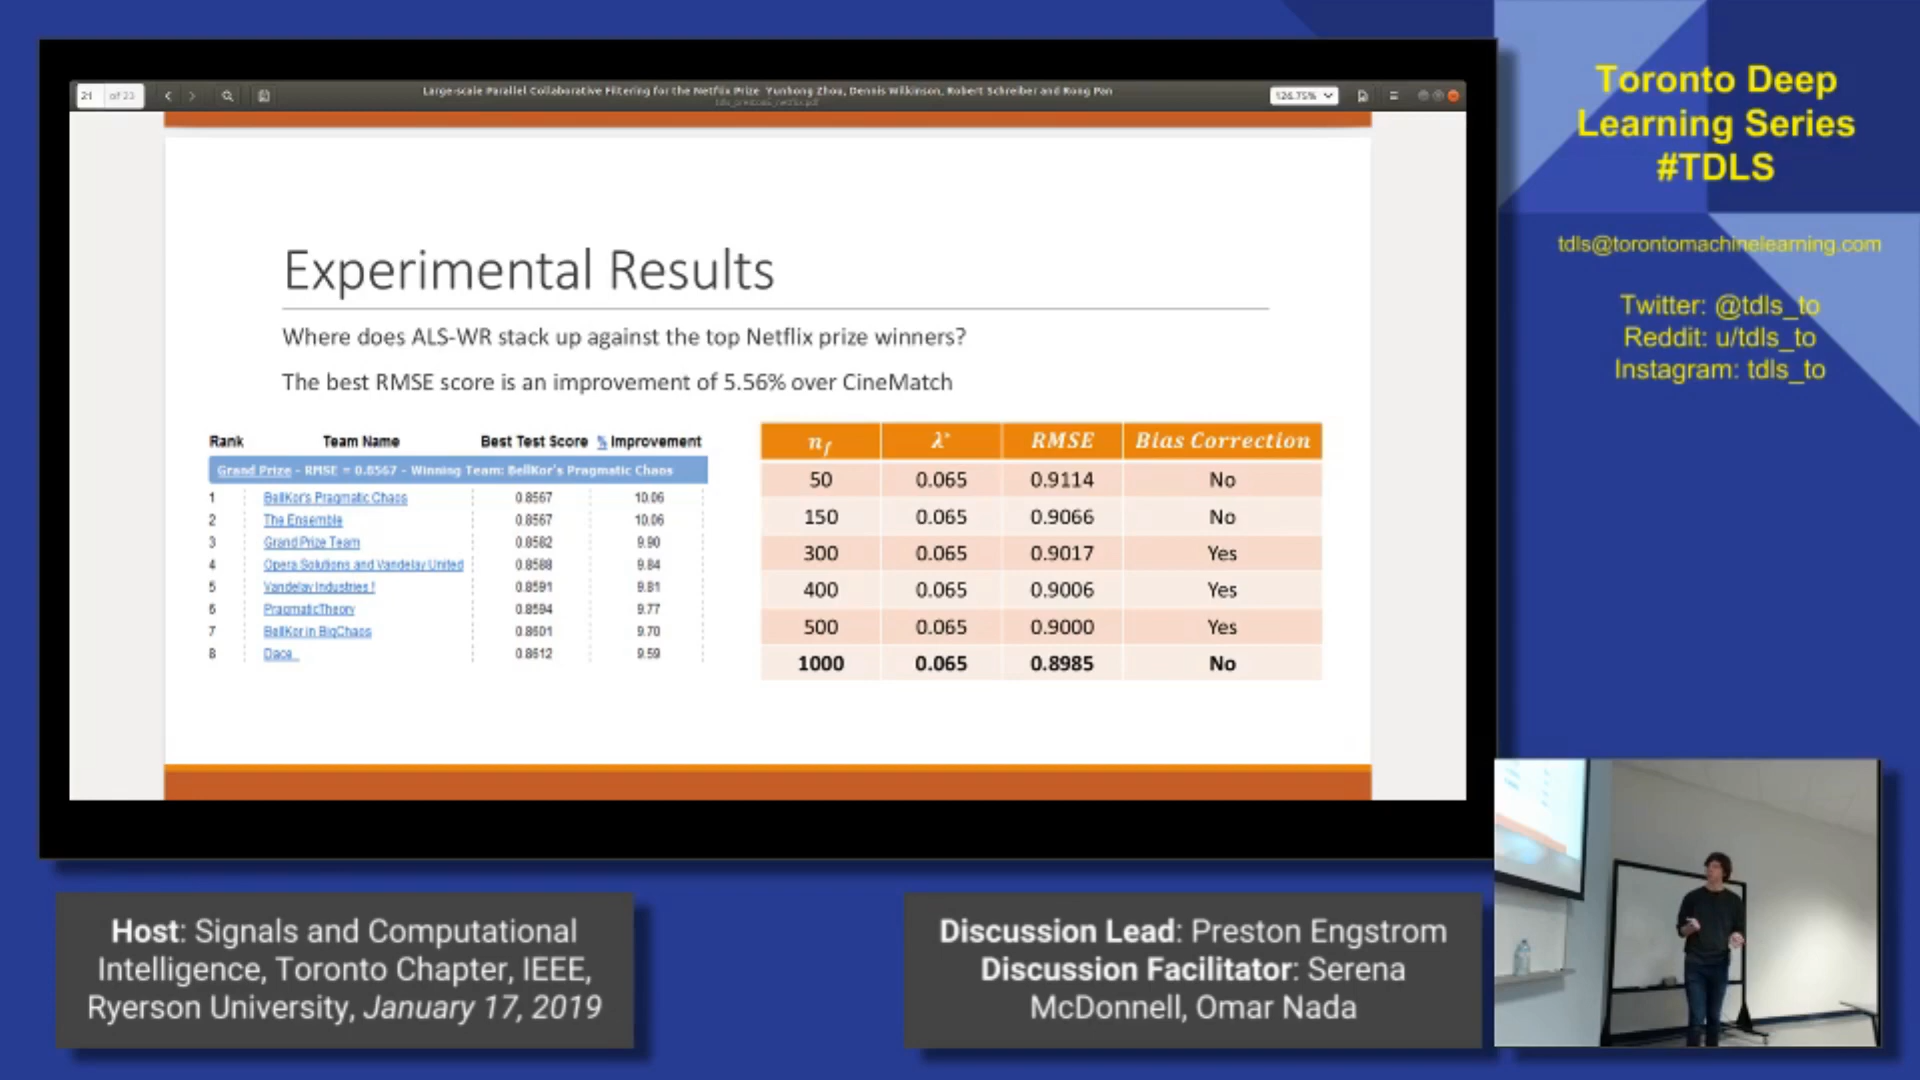 21 of 23
Large-scale Parallel Collaborative Filtering for the Netflix Prize Yunhong Zhou, Dennis Wilkinson, Robert Schreiber and Rong Pan
126.75%
Experimental Results
Where does ALS-WR stack up against the top Netflix prize winners?
The best RMSE score is an improvement of 5.56% over CineMatch
Rank Team Name Best Test Score % Improvement
Grand Prize - RMSE = 0.8567 - Winning Team: BellKor's Pragmatic Chaos
1 BellKor's Pragmatic Chaos 0.8567 10.06
2 The Ensemble 0.8567 10.06
3 Grand Prize Team 0.8582 9.90
4 Opera Solutions and Vandelay United 0.8588 9.84
5 Vandelay Industries ! 0.8591 9.81
6 PragmaticTheory 0.8594 9.77
7 BellKor in BigChaos 0.8601 9.70
8 Dace_ 0.8612 9.59
n_f λ* RMSE Bias Correction
50 0.065 0.9114 No
150 0.065 0.9066 No
300 0.065 0.9017 Yes
400 0.065 0.9006 Yes
500 0.065 0.9000 Yes
1000 0.065 0.8985 No
Toronto Deep
Learning Series
#TDLS
tdls@torontomachinelearning.com
Twitter: @tdls_to
Reddit: u/tdls_to
Instagram: tdls_to
Host: Signals and Computational
Intelligence, Toronto Chapter, IEEE,
Ryerson University, January 17, 2019
Discussion Lead: Preston Engstrom
Discussion Facilitator: Serena
McDonnell, Omar Nada